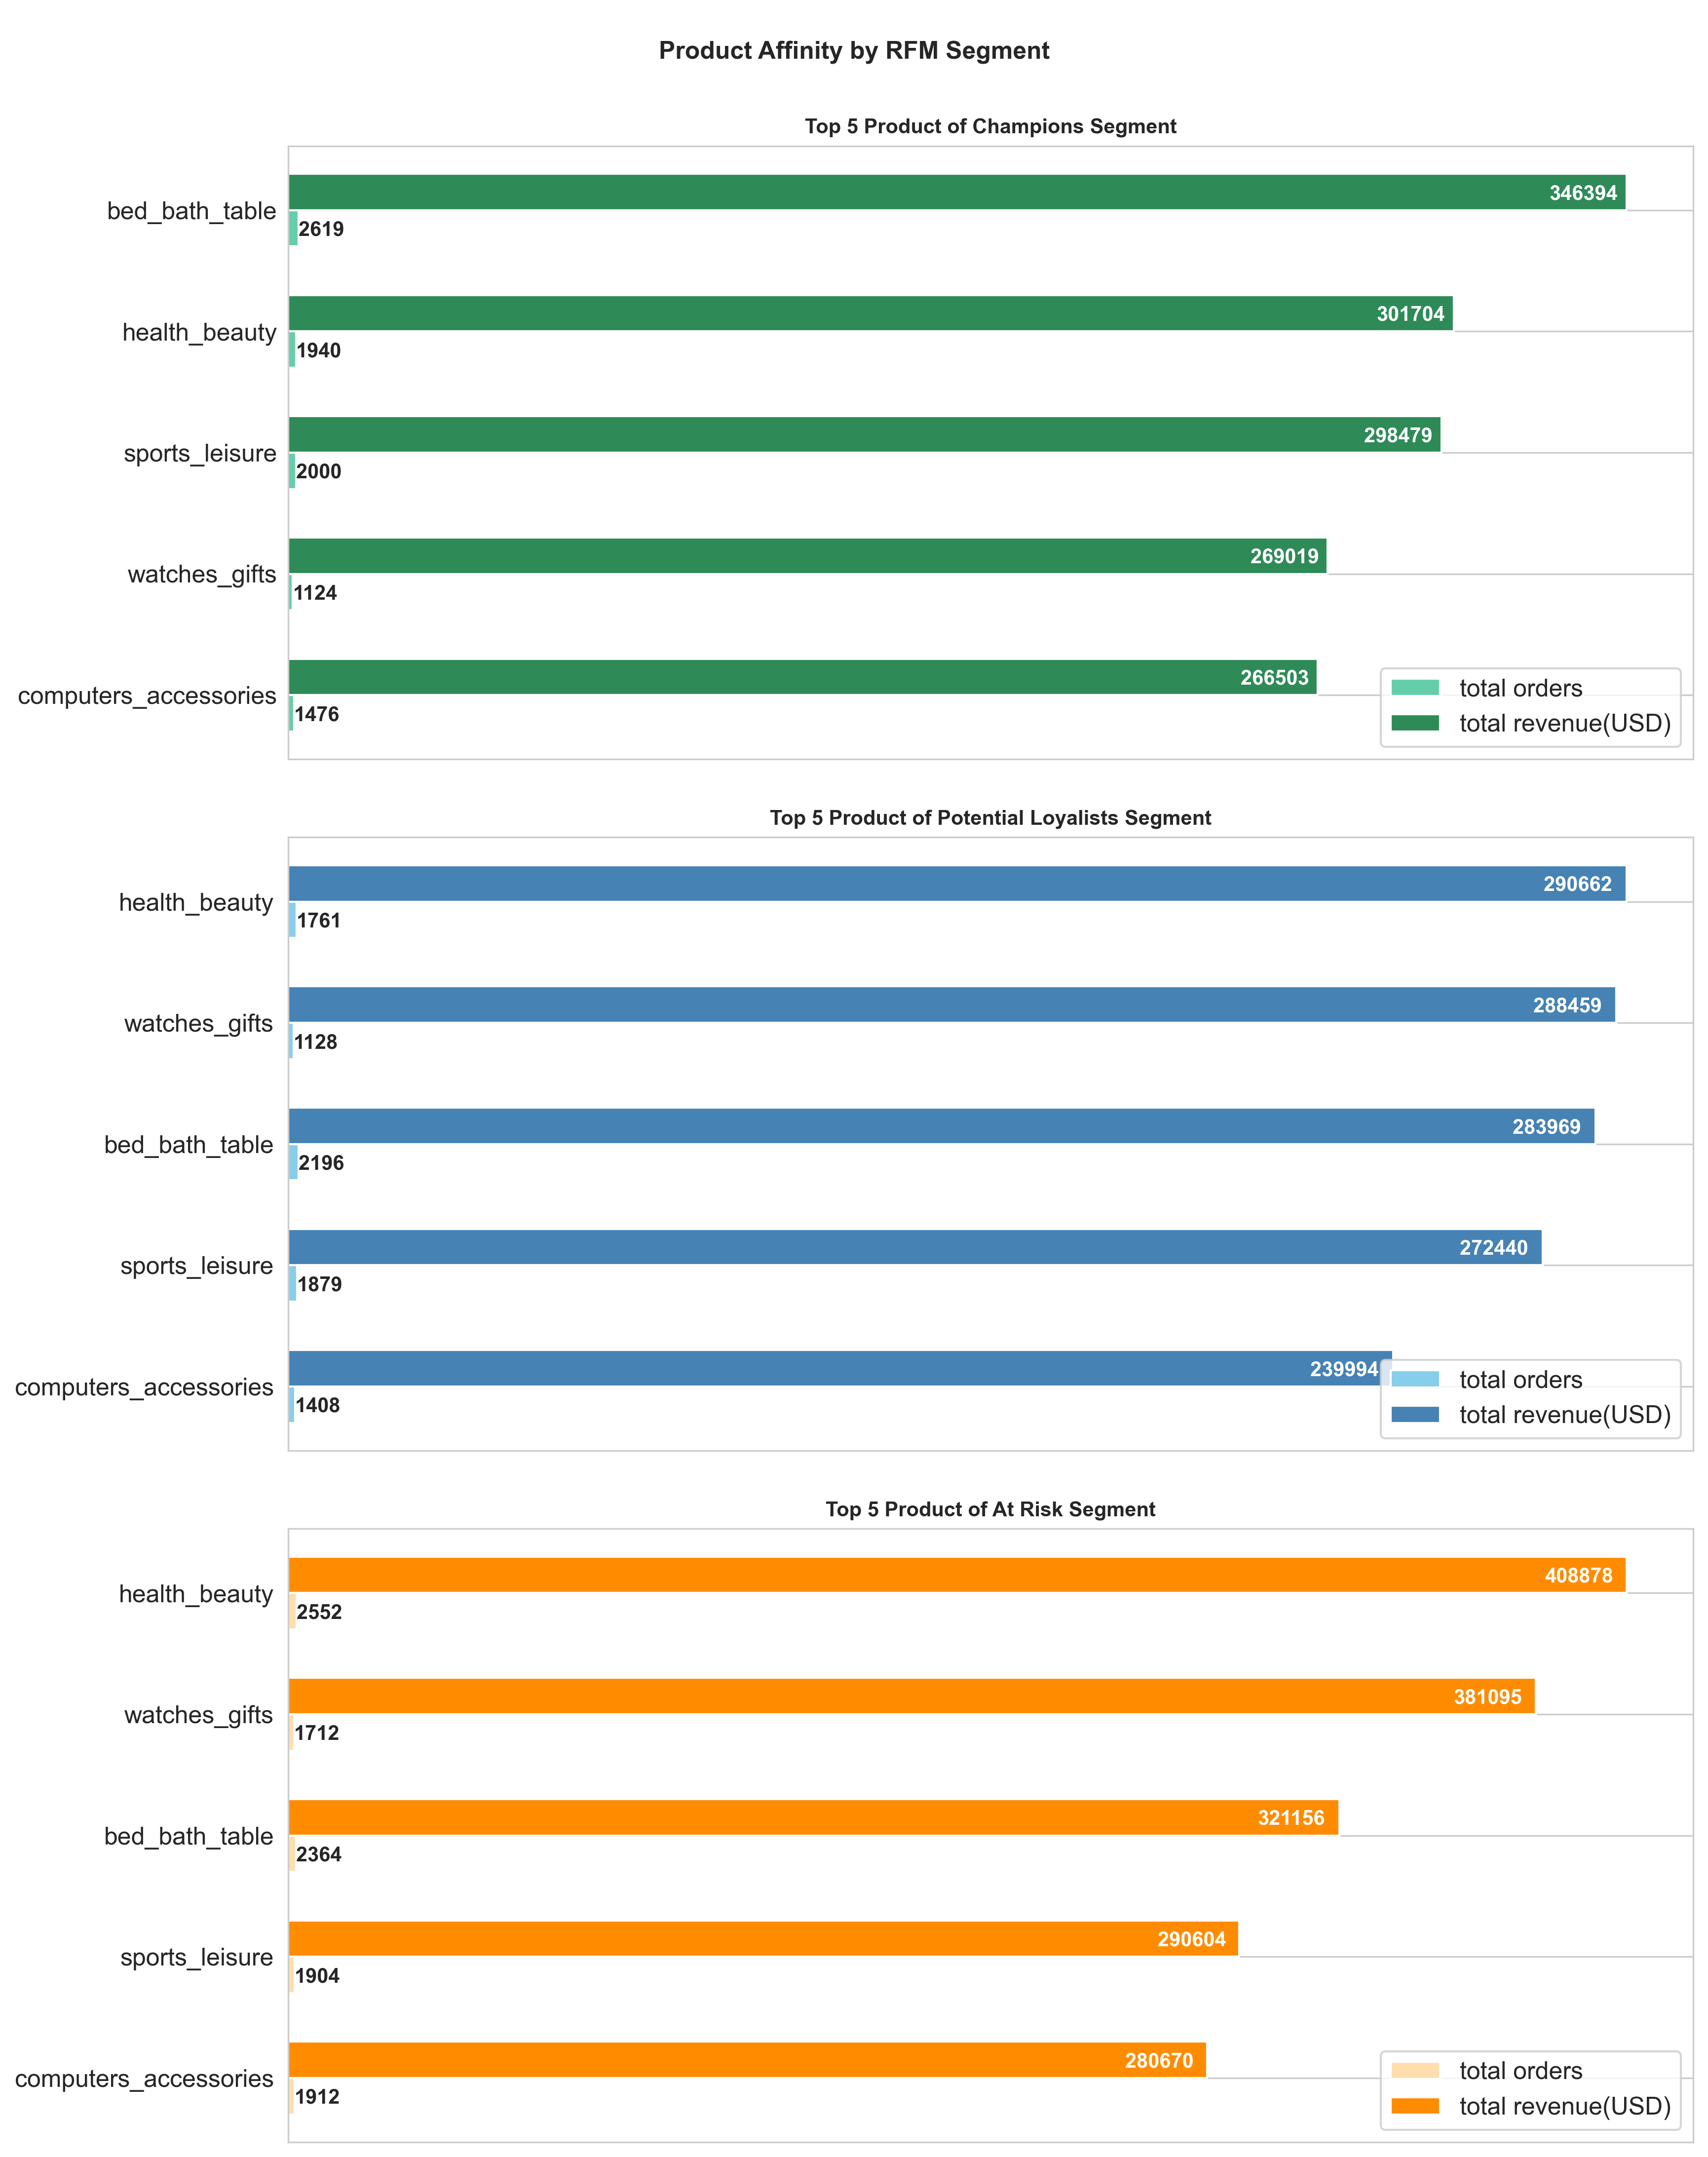 Product Affinity by RFM Segment
Top 5 Product of Champions Segment
bed_bath_table
346394
2619
health_beauty
301704
1940
sports_leisure
298479
2000
watches_gifts
269019
1124
computers_accessories
266503
1476
total orders
total revenue(USD)
Top 5 Product of Potential Loyalists Segment
health_beauty
290662
1761
watches_gifts
288459
1128
bed_bath_table
283969
2196
sports_leisure
272440
1879
computers_accessories
239994
1408
total orders
total revenue(USD)
Top 5 Product of At Risk Segment
health_beauty
408878
2552
watches_gifts
381095
1712
bed_bath_table
321156
2364
sports_leisure
290604
1904
computers_accessories
280670
1912
total orders
total revenue(USD)